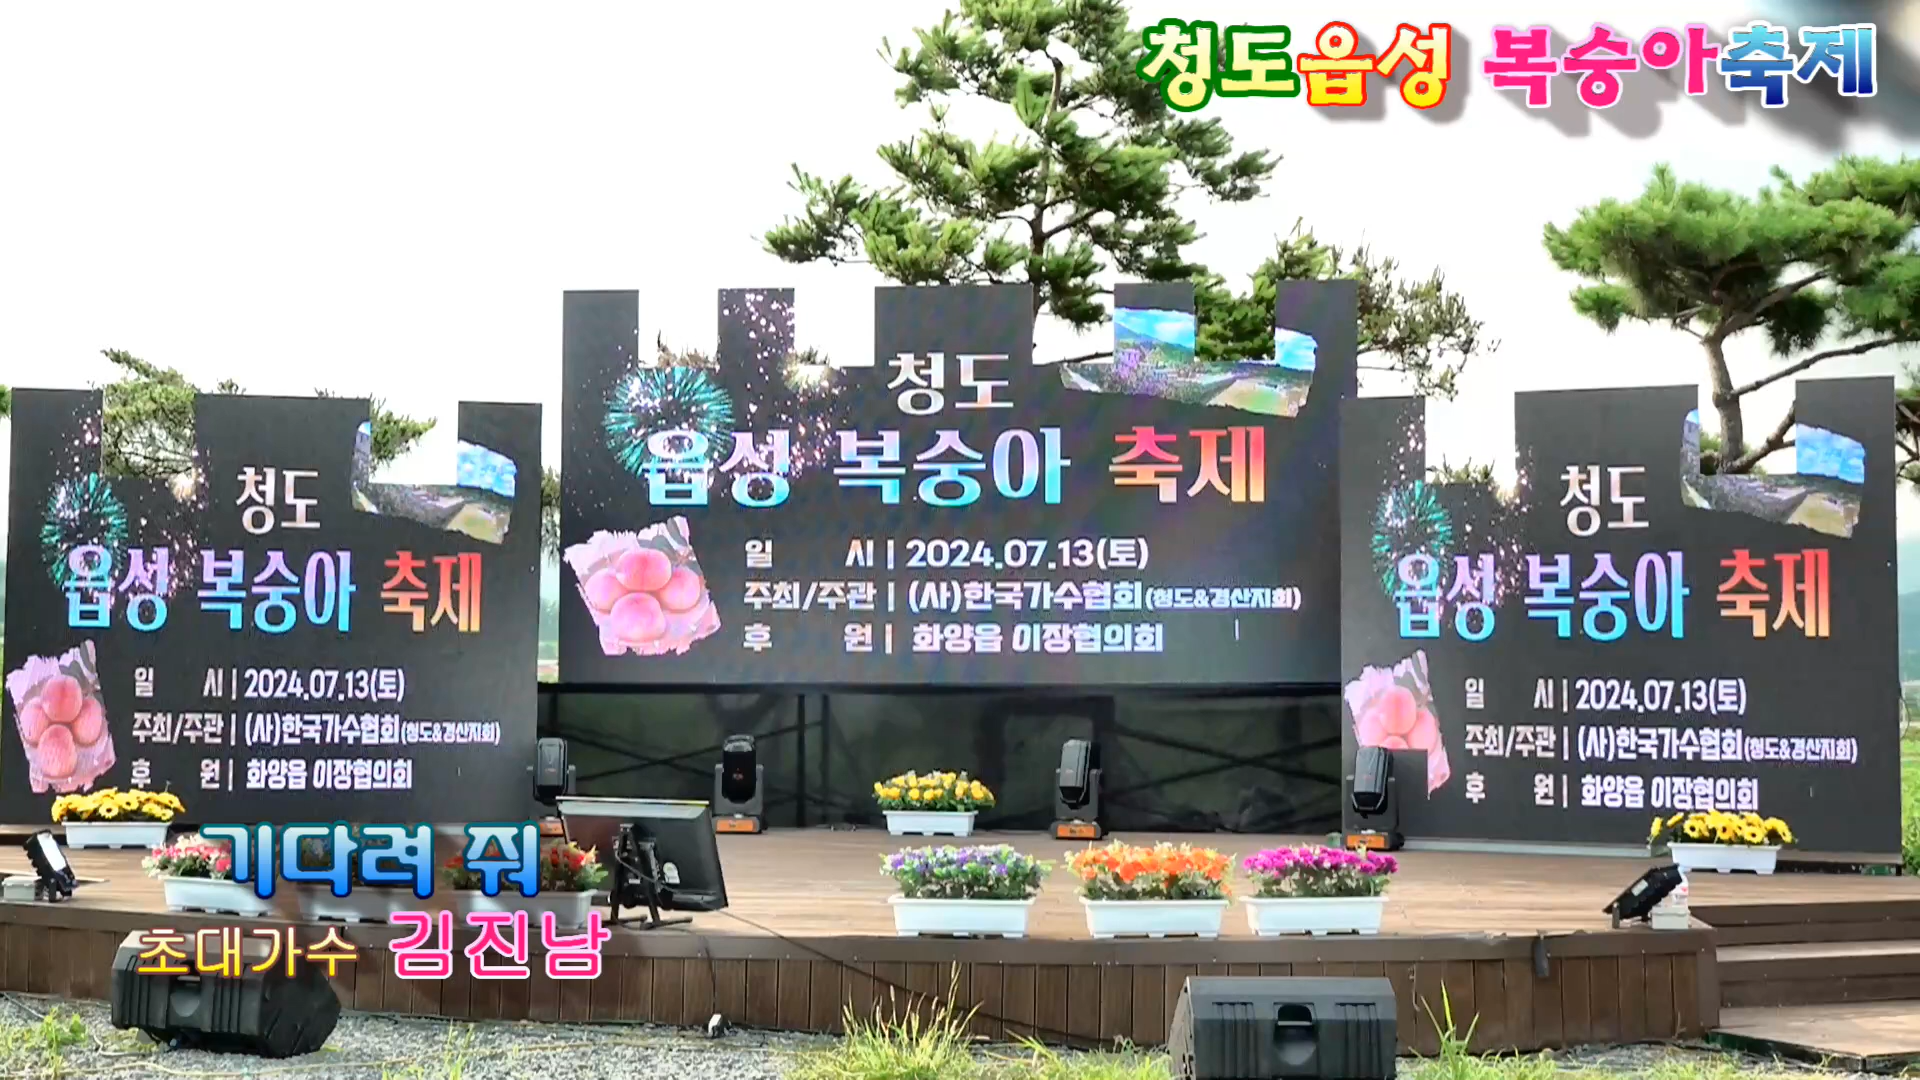 청도읍성 복숭아축제
청도
읍성 복숭아 축제
일 시 | 2024.07.13(토)
주최/주관 | (사)한국가수협회(청도&경산지회)
후 원 | 화양읍 이장협의회
청도
읍성 복숭아 축제
일 시 | 2024.07.13(토)
주최/주관 | (사)한국가수협회(청도&경산지회)
후 원 | 화양읍 이장협의회
청도
읍성 복숭아 축제
일 시 | 2024.07.13(토)
주최/주관 | (사)한국가수협회(청도&경산지회)
후 원 | 화양읍 이장협의회
기다려 줘
초대가수 김진남